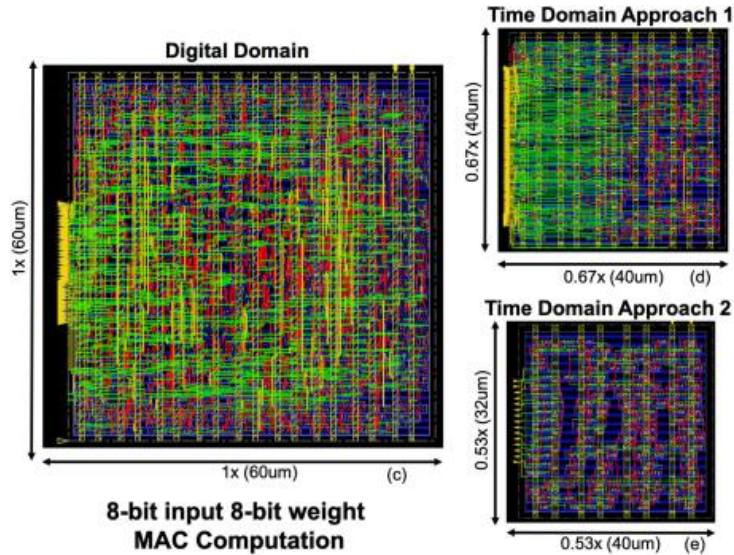 Digital Domain
1x (60um)
1x (60um)
(c)
8-bit input 8-bit weight
MAC Computation
Time Domain Approach 1
0.67x (40um)
0.67x (40um)
(d)
Time Domain Approach 2
0.53x (32um)
0.53x (40um)
(e)